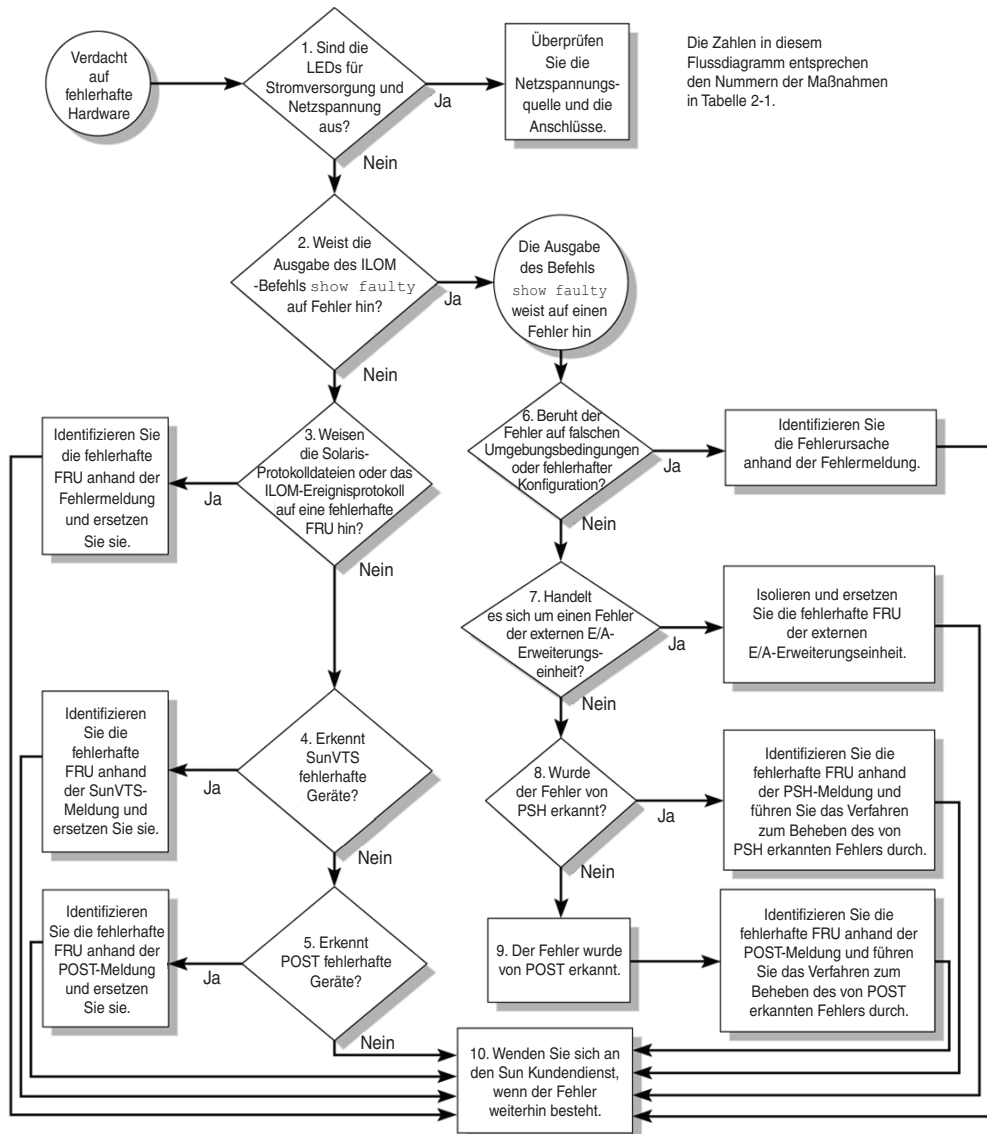 Verdacht
auf
fehlerhafte
Hardware
1. Sind die
LEDs für
Stromversorgung und
Netzspannung
aus?
Ja
Überprüfen
Sie die
Netzspannungs-
quelle und die
Anschlüsse.
Die Zahlen in diesem
Flussdiagramm entsprechen
den Nummern der Maßnahmen
in Tabelle 2-1.
Nein
2. Weist die
Ausgabe des ILOM
-Befehls show faulty
auf Fehler hin?
Ja
Die Ausgabe
des Befehls
show faulty
weist auf einen
Fehler hin
Nein
3. Weisen
die Solaris-
Protokolldateien oder das
ILOM-Ereignisprotokoll
auf eine fehlerhafte
FRU hin?
Ja
Identifizieren Sie
die fehlerhafte
FRU anhand der
Fehlermeldung
und ersetzen
Sie sie.
Nein
6. Beruht der
Fehler auf falschen
Umgebungsbedingungen
oder fehlerhafter
Konfiguration?
Ja
Identifizieren Sie
die Fehlerursache
anhand der Fehlermeldung.
Nein
7. Handelt
es sich um einen Fehler
der externen E/A-
Erweiterungs-
einheit?
Ja
Isolieren und ersetzen
Sie die fehlerhafte FRU
der externen
E/A-Erweiterungseinheit.
Nein
4. Erkennt
SunVTS
fehlerhafte
Geräte?
Ja
Identifizieren
Sie die
fehlerhafte
FRU anhand
der SunVTS-
Meldung und
ersetzen Sie sie.
Nein
8. Wurde
der Fehler von
PSH erkannt?
Ja
Identifizieren Sie die
fehlerhafte FRU anhand
der PSH-Meldung und
führen Sie das Verfahren
zum Beheben des von
PSH erkannten Fehlers durch.
Nein
5. Erkennt
POST fehlerhafte
Geräte?
Ja
Identifizieren
Sie die fehlerhafte
FRU anhand der
POST-Meldung
und ersetzen
Sie sie.
Nein
9. Der Fehler wurde
von POST erkannt.
Identifizieren Sie die
fehlerhafte FRU anhand der
POST-Meldung und führen
Sie das Verfahren zum
Beheben des von POST
erkannten Fehlers durch.
10. Wenden Sie sich an
den Sun Kundendienst,
wenn der Fehler
weiterhin besteht.